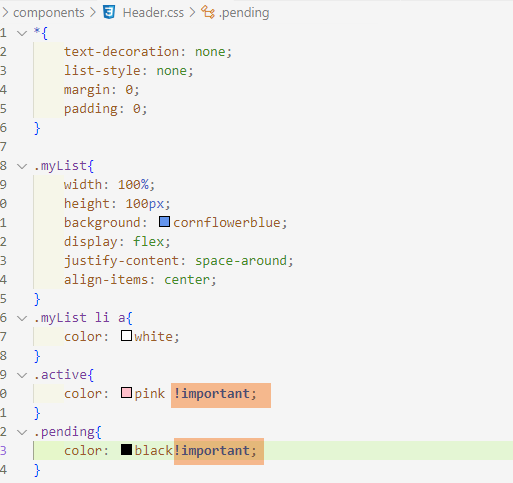 components > Header.css > .pending
1 *{
2 text-decoration: none;
3 list-style: none;
4 margin: 0;
5 padding: 0;
6 }
7
8 .myList{
9 width: 100%;
0 height: 100px;
1 background: cornflowerblue;
2 display: flex;
3 justify-content: space-around;
4 align-items: center;
5 }
6 .myList li a{
7 color: white;
8 }
9 .active{
0 color: pink !important;
1 }
2 .pending{
3 color: black!important;
4 }